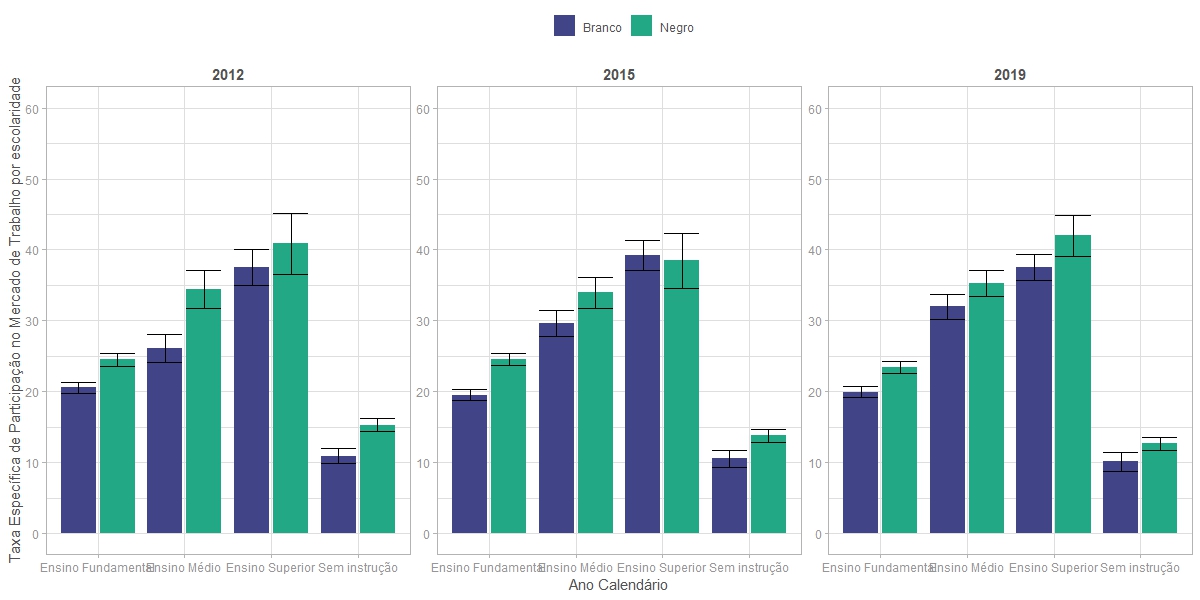 Branco Negro
2012 2015 2019
Taxa Específica de Participação no Mercado de Trabalho por escolaridade
60 60 60
50 50 50
40 40 40
30 30 30
20 20 20
10 10 10
0 0 0
Ensino Fundamental Ensino Médio Ensino Superior Sem instrução Ensino Fundamental Ensino Médio Ensino Superior Sem instrução Ensino Fundamental Ensino Médio Ensino Superior Sem instrução
Ano Calendário